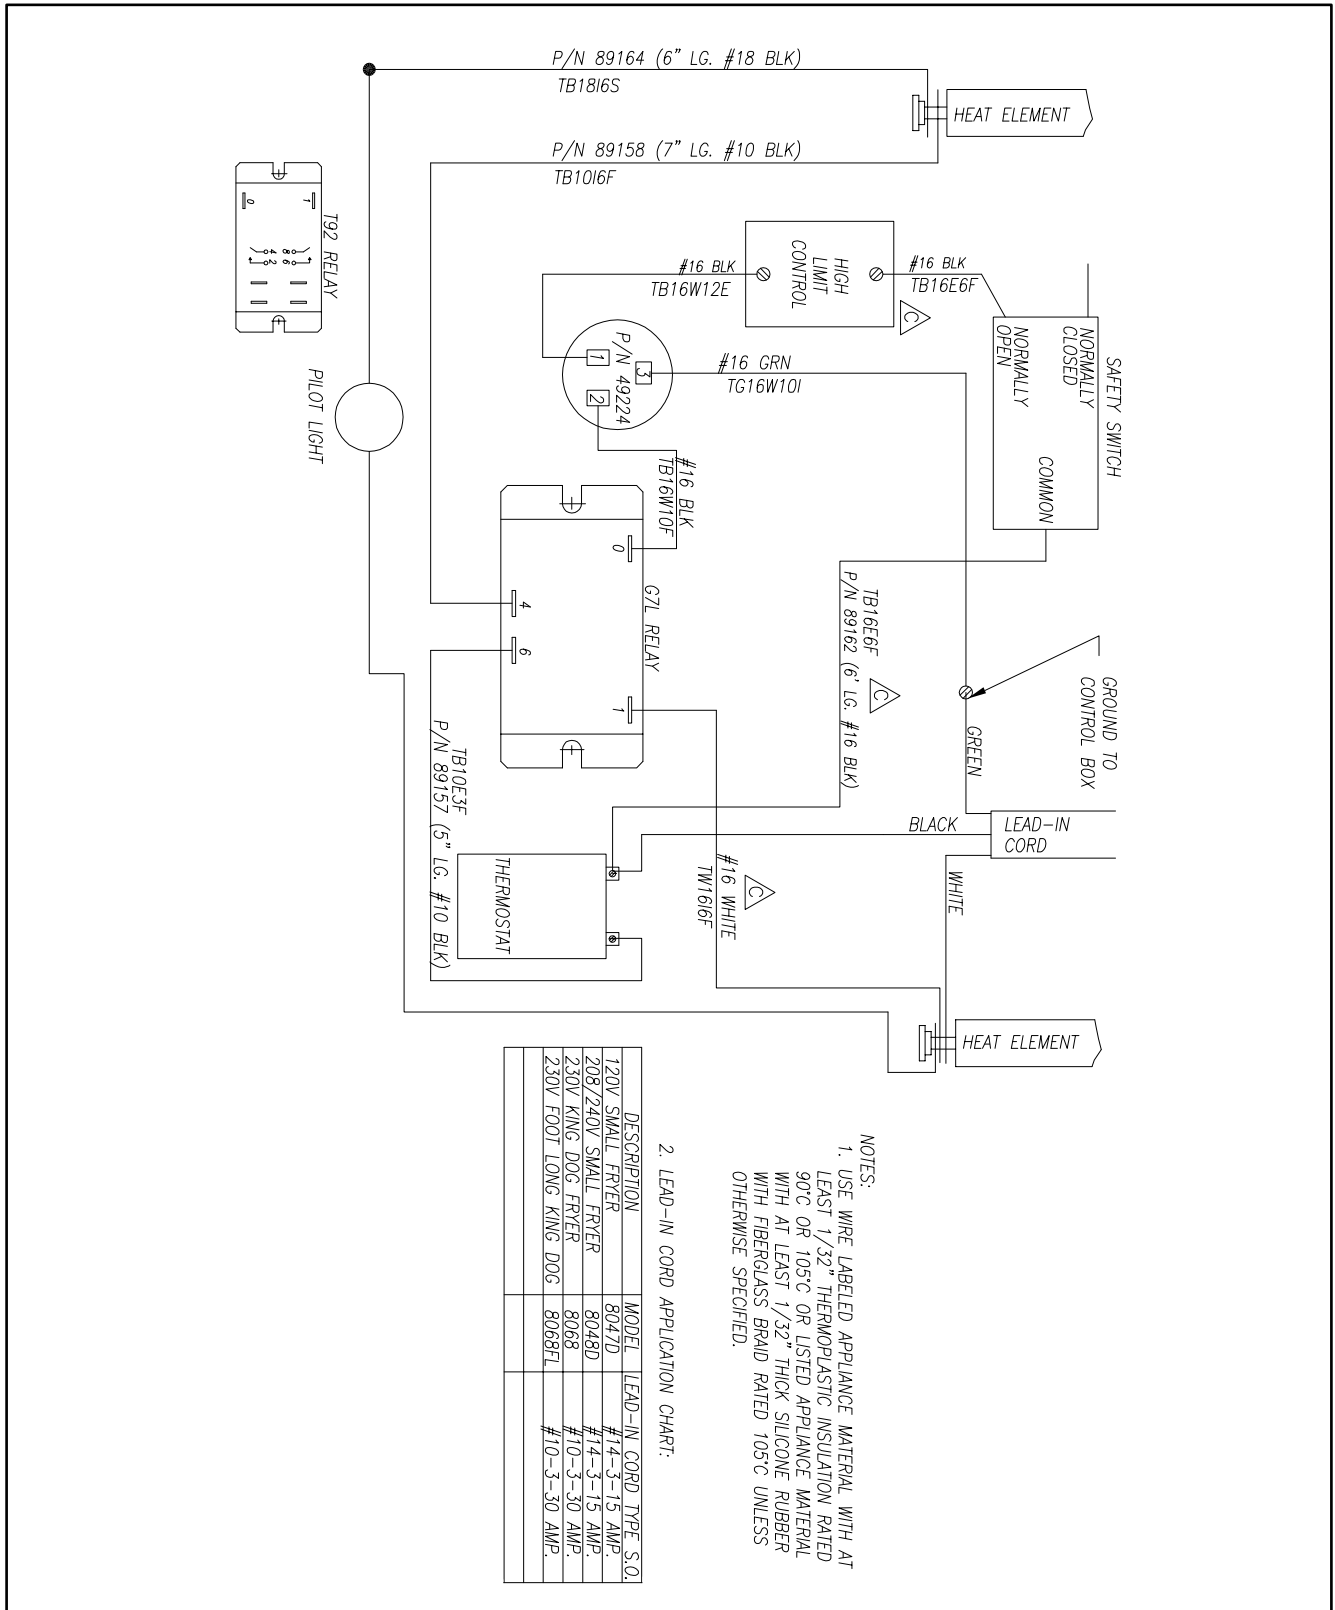 P/N 89164 (6" LG. #18 BLK)
TB18I6S
HEAT ELEMENT
P/N 89158 (7" LG. #10 BLK)
TB10I6F
T92 RELAY
1
0
8
6
4
2
HIGH
LIMIT
CONTROL
#16 BLK
TB16W12E
#16 BLK
TB16E6F
C
SAFETY SWITCH
NORMALLY
CLOSED
NORMALLY
OPEN
COMMON
P/N 49224
1
2
3
#16 GRN
TG16W10I
#16 BLK
TB16W10F
PILOT LIGHT
G7L RELAY
0
4
6
1
TB16E6F
P/N 89162 (6' LG. #16 BLK)
C
GROUND TO
CONTROL BOX
GREEN
BLACK
WHITE
LEAD-IN
CORD
TB10E3F
P/N 89157 (5" LG. #10 BLK)
THERMOSTAT
#16 WHITE
TW16I6F
C
HEAT ELEMENT
NOTES:
1. USE WIRE LABELED APPLIANCE MATERIAL WITH AT
LEAST 1/32" THERMOPLASTIC INSULATION RATED
90°C OR 105°C OR LISTED APPLIANCE MATERIAL
WITH AT LEAST 1/32" THICK SILICONE RUBBER
WITH FIBERGLASS BRAID RATED 105°C UNLESS
OTHERWISE SPECIFIED.
2. LEAD-IN CORD APPLICATION CHART:
DESCRIPTION MODEL LEAD-IN CORD TYPE S.O.
120V SMALL FRYER 8047D #14-3-15 AMP.
208/240V SMALL FRYER 8048D #14-3-15 AMP.
230V KING DOG FRYER 8068 #10-3-30 AMP.
230V FOOT LONG KING DOG 8068FL #10-3-30 AMP.